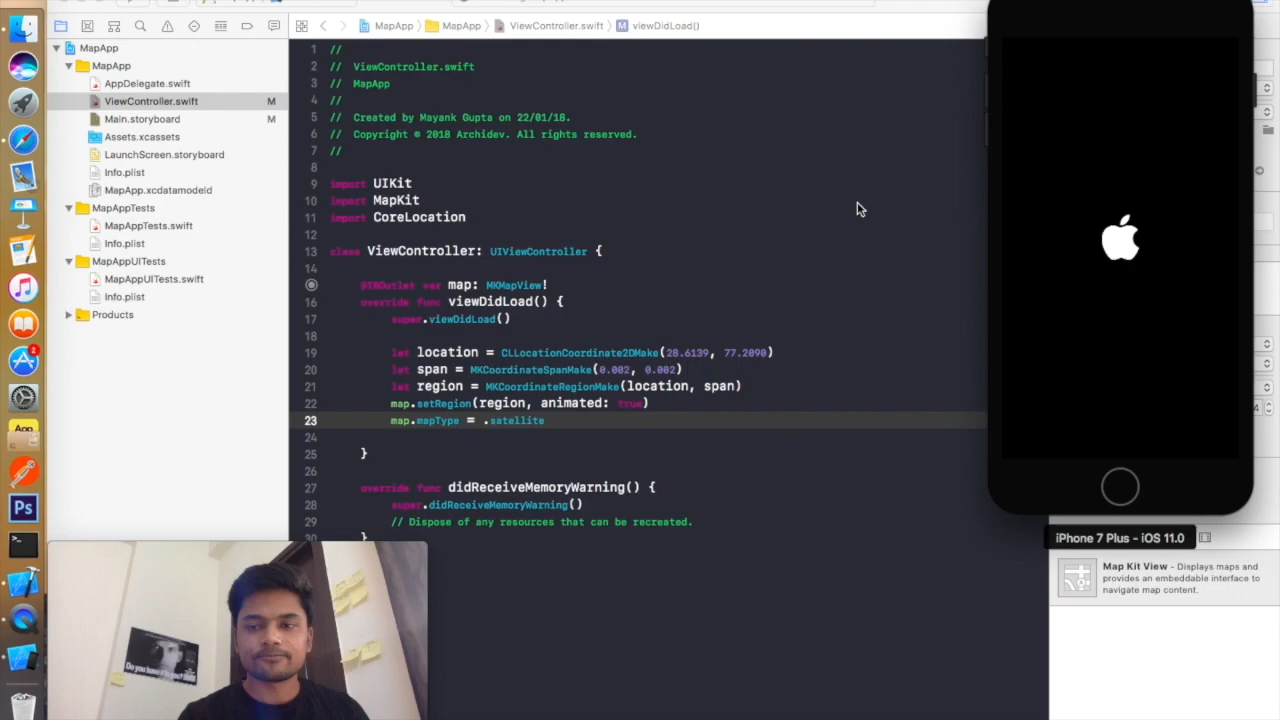 MapApp
MapApp
ViewController.swift
viewDidLoad()
MapApp
MapApp
AppDelegate.swift
ViewController.swift M
Main.storyboard M
Assets.xcassets
LaunchScreen.storyboard
Info.plist
MapApp.xcdatamodeld
MapAppTests
MapAppTests.swift
Info.plist
MapAppUITests
MapAppUITests.swift
Info.plist
Products
1 //
2 // ViewController.swift
3 // MapApp
4 //
5 // Created by Mayank Gupta on 22/01/18.
6 // Copyright © 2018 Archidev. All rights reserved.
7 //
8
9 import UIKit
10 import MapKit
11 import CoreLocation
12
13 class ViewController: UIViewController {
14
@IBOutlet var map: MKMapView!
16 override func viewDidLoad() {
17 super.viewDidLoad()
18
19 let location = CLLocationCoordinate2DMake(28.6139, 77.2090)
20 let span = MKCoordinateSpanMake(0.002, 0.002)
21 let region = MKCoordinateRegionMake(location, span)
22 map.setRegion(region, animated: true)
23 map.mapType = .satellite
24
25 }
26
27 override func didReceiveMemoryWarning() {
28 super.didReceiveMemoryWarning()
29 // Dispose of any resources that can be recreated.
30 }
iPhone 7 Plus - iOS 11.0
Map Kit View - Displays maps and
provides an embeddable interface to
navigate map content.
2
App
Ps
>_
4